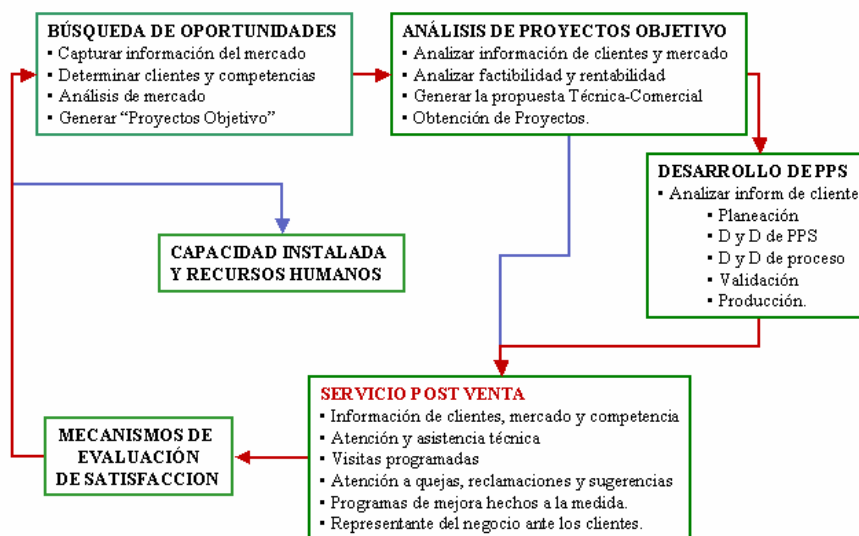 BÚSQUEDA DE OPORTUNIDADES
▪ Capturar información del mercado
▪ Determinar clientes y competencias
▪ Análisis de mercado
▪ Generar “Proyectos Objetivo”
ANÁLISIS DE PROYECTOS OBJETIVO
▪ Analizar información de clientes y mercado
▪ Analizar factibilidad y rentabilidad
▪ Generar la propuesta Técnica-Comercial
▪ Obtención de Proyectos.
DESARROLLO DE PPS
▪ Analizar inform de cliente
▪ Planeación
▪ D y D de PPS
▪ D y D de proceso
▪ Validación
▪ Producción.
CAPACIDAD INSTALADA
Y RECURSOS HUMANOS
SERVICIO POST VENTA
▪ Información de clientes, mercado y competencia
▪ Atención y asistencia técnica
▪ Visitas programadas
▪ Atención a quejas, reclamaciones y sugerencias
▪ Programas de mejora hechos a la medida.
▪ Representante del negocio ante los clientes.
MECANISMOS DE
EVALUACIÓN
DE SATISFACCION